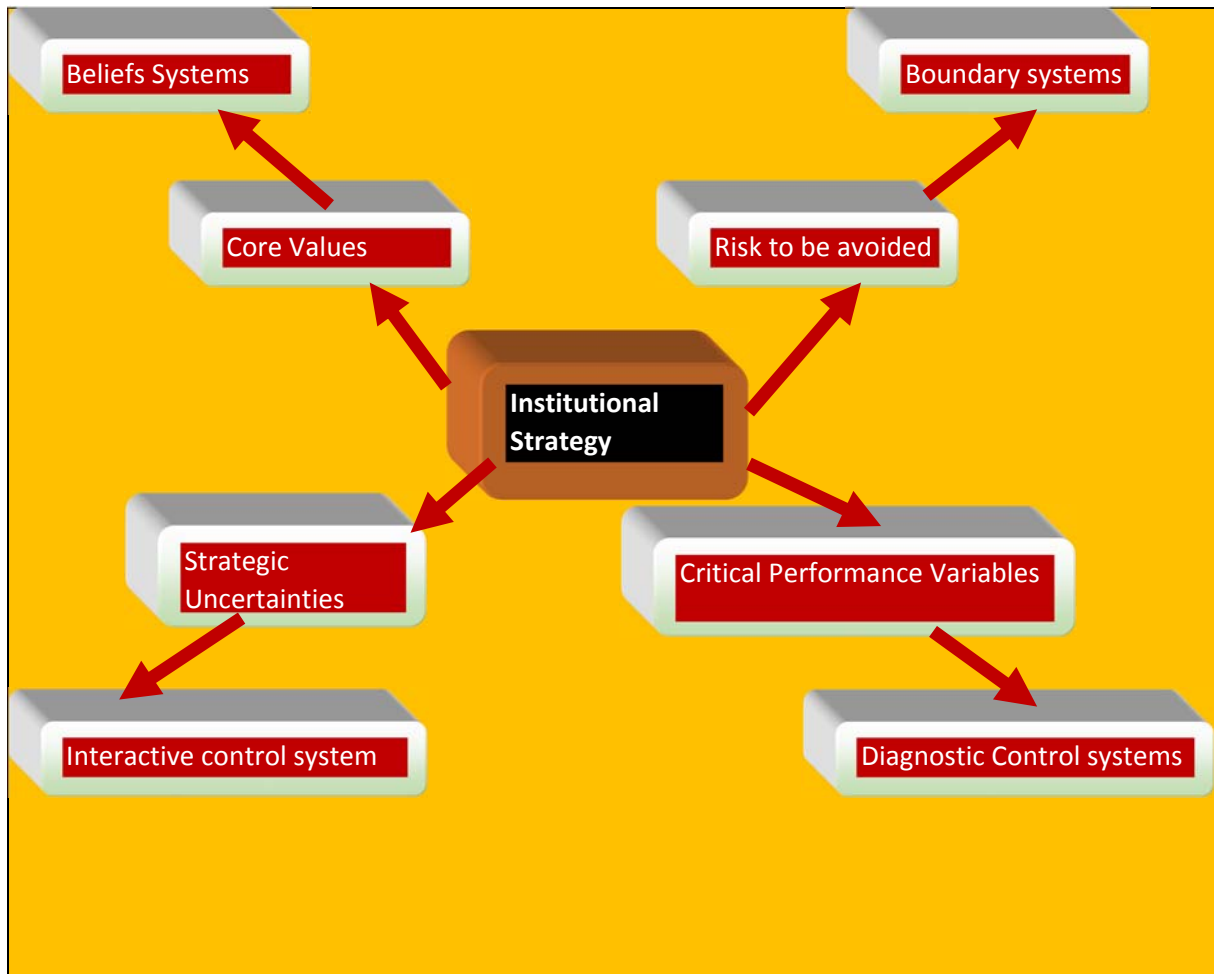 Beliefs Systems
Boundary systems
Core Values
Risk to be avoided
Institutional
Strategy
Strategic
Uncertainties
Critical Performance Variables
Interactive control system
Diagnostic Control systems